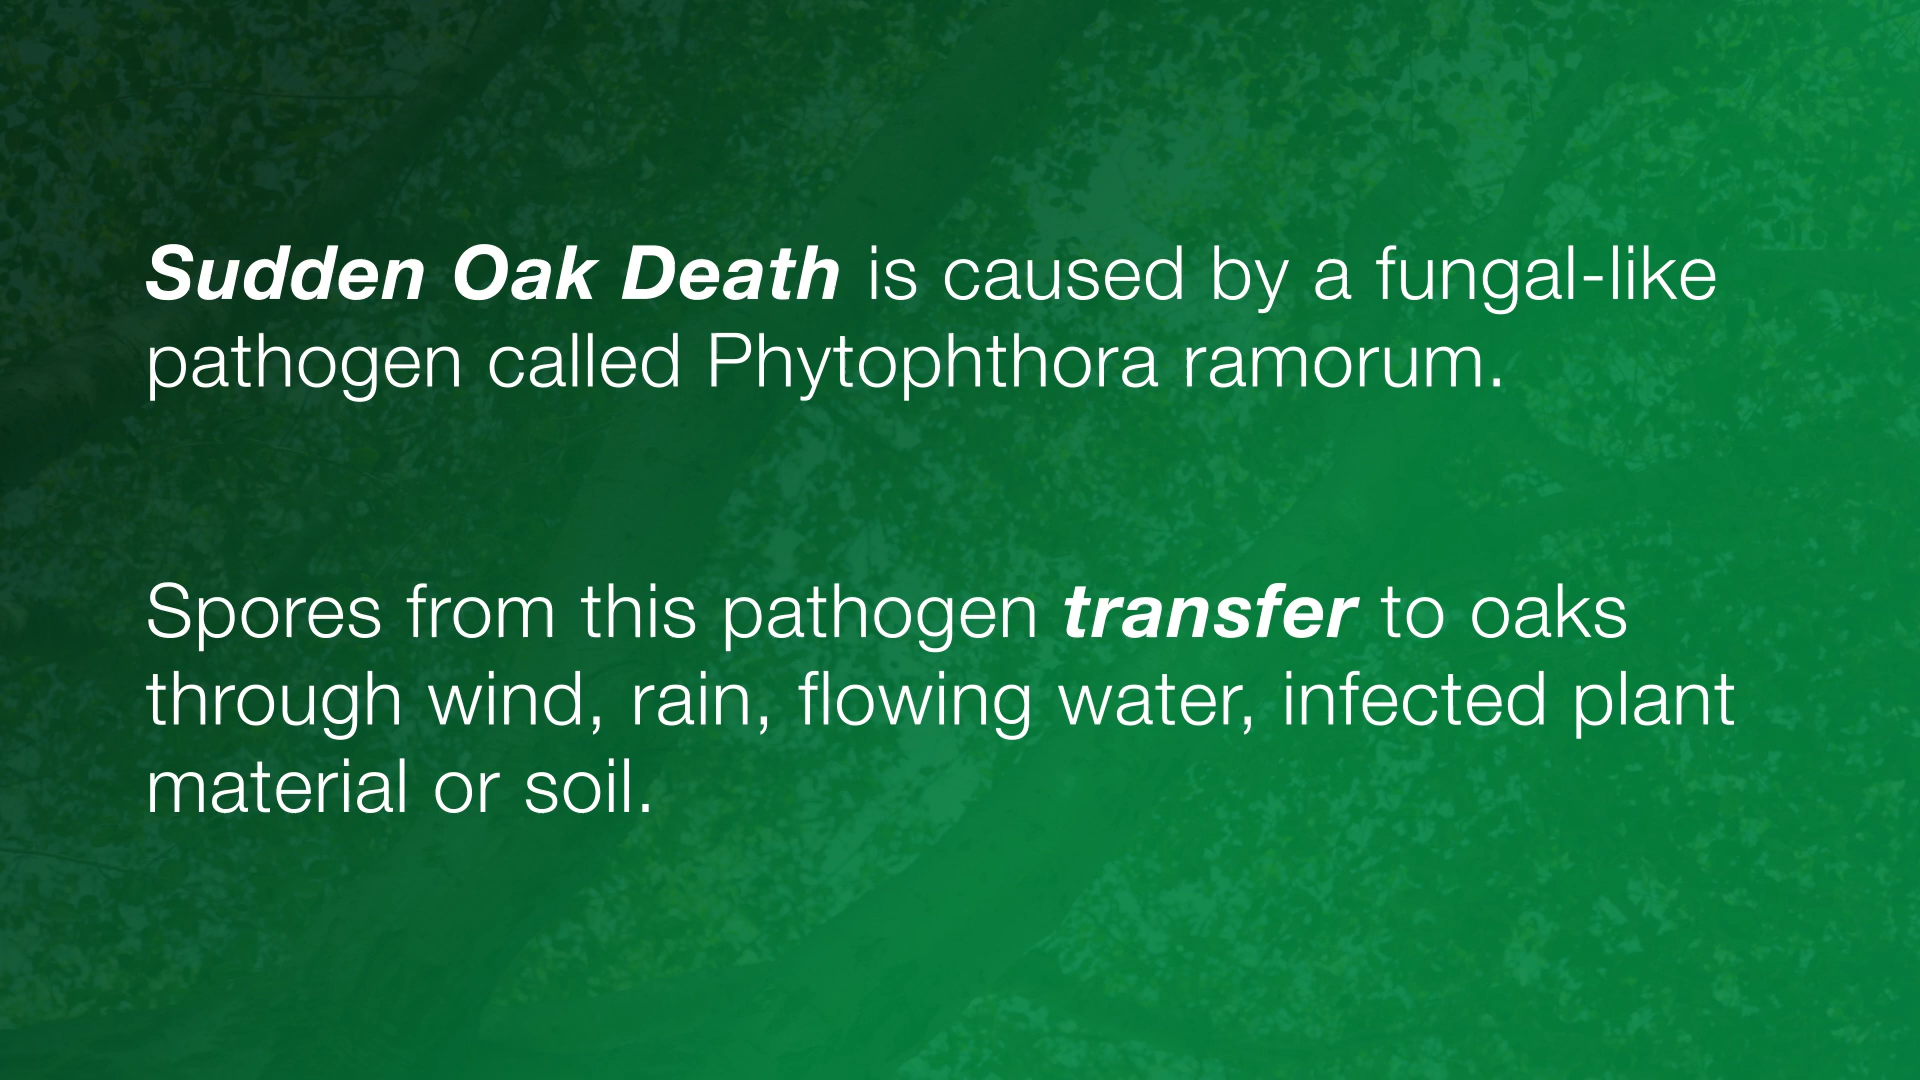 Sudden Oak Death is caused by a fungal-like
pathogen called Phytophthora ramorum.
Spores from this pathogen transfer to oaks
through wind, rain, flowing water, infected plant
material or soil.